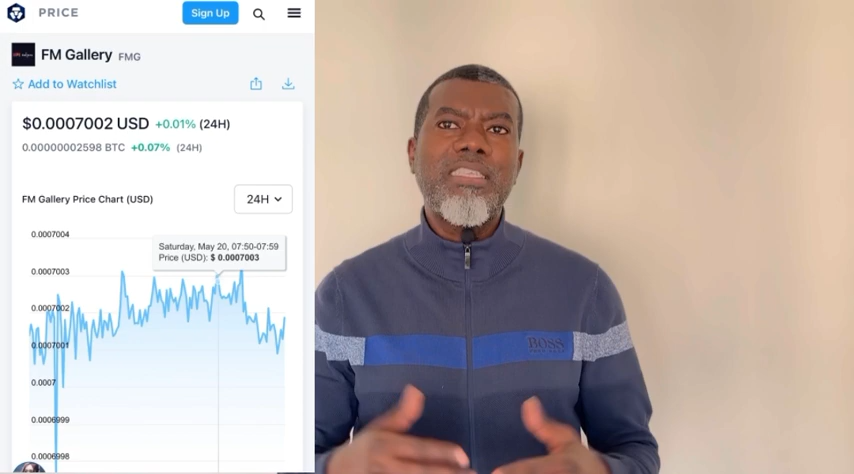 PRICE
Sign Up
FM Gallery FMG
Add to Watchlist
$0.0007002 USD +0.01% (24H)
0.00000002598 BTC +0.07% (24H)
FM Gallery Price Chart (USD)
24H
0.0007004
Saturday, May 20, 07:50-07:59
Price (USD): $ 0.0007003
0.0007003
0.0007002
0.0007001
0.0007
0.0006999
0.0006998
BOSS